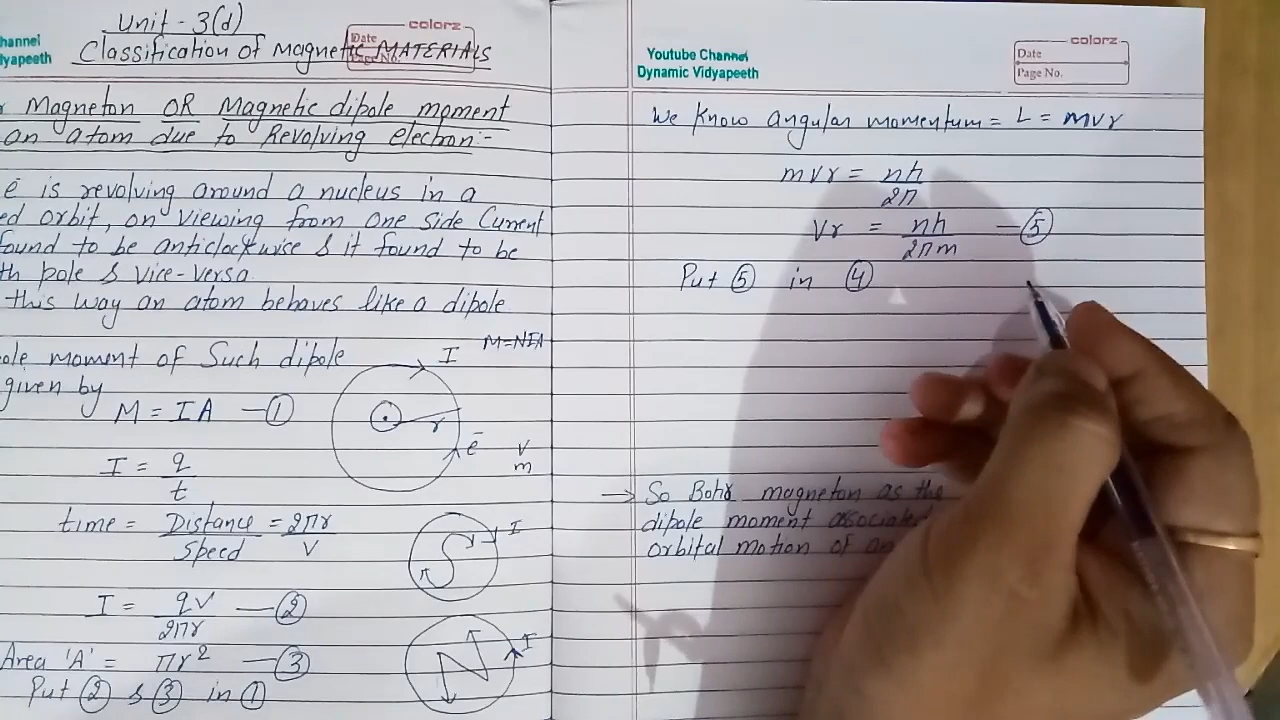 Unit - 3(d)
Classification of Magnetic MATERIALS
colorz
Date
Page No.
Magneton OR Magnetic dipole moment
an atom due to Revolving electron:-
ē is revolving around a nucleus in a
orbit, on viewing from one side Current
found to be anticlockwise & it found to be
pole & vice-versa
this way an atom behaves like a dipole
moment of Such dipole
given by
M = IA —①
I M=NIA
r
ē v
m
I = q/t
time = Distance/Speed = 2πr/v
I
I = qv/2πr —②
I
N
Area 'A' = πr² —③
Put ② & ③ in ①
Youtube Channel
Dynamic Vidyapeeth
colorz
Date
Page No.
We Know angular momentum = L = mvr
mvr = nh/2π
vr = nh/2πm —⑤
Put ⑤ in ④
→ So Bohr magneton as the
dipole moment associated
orbital motion of an